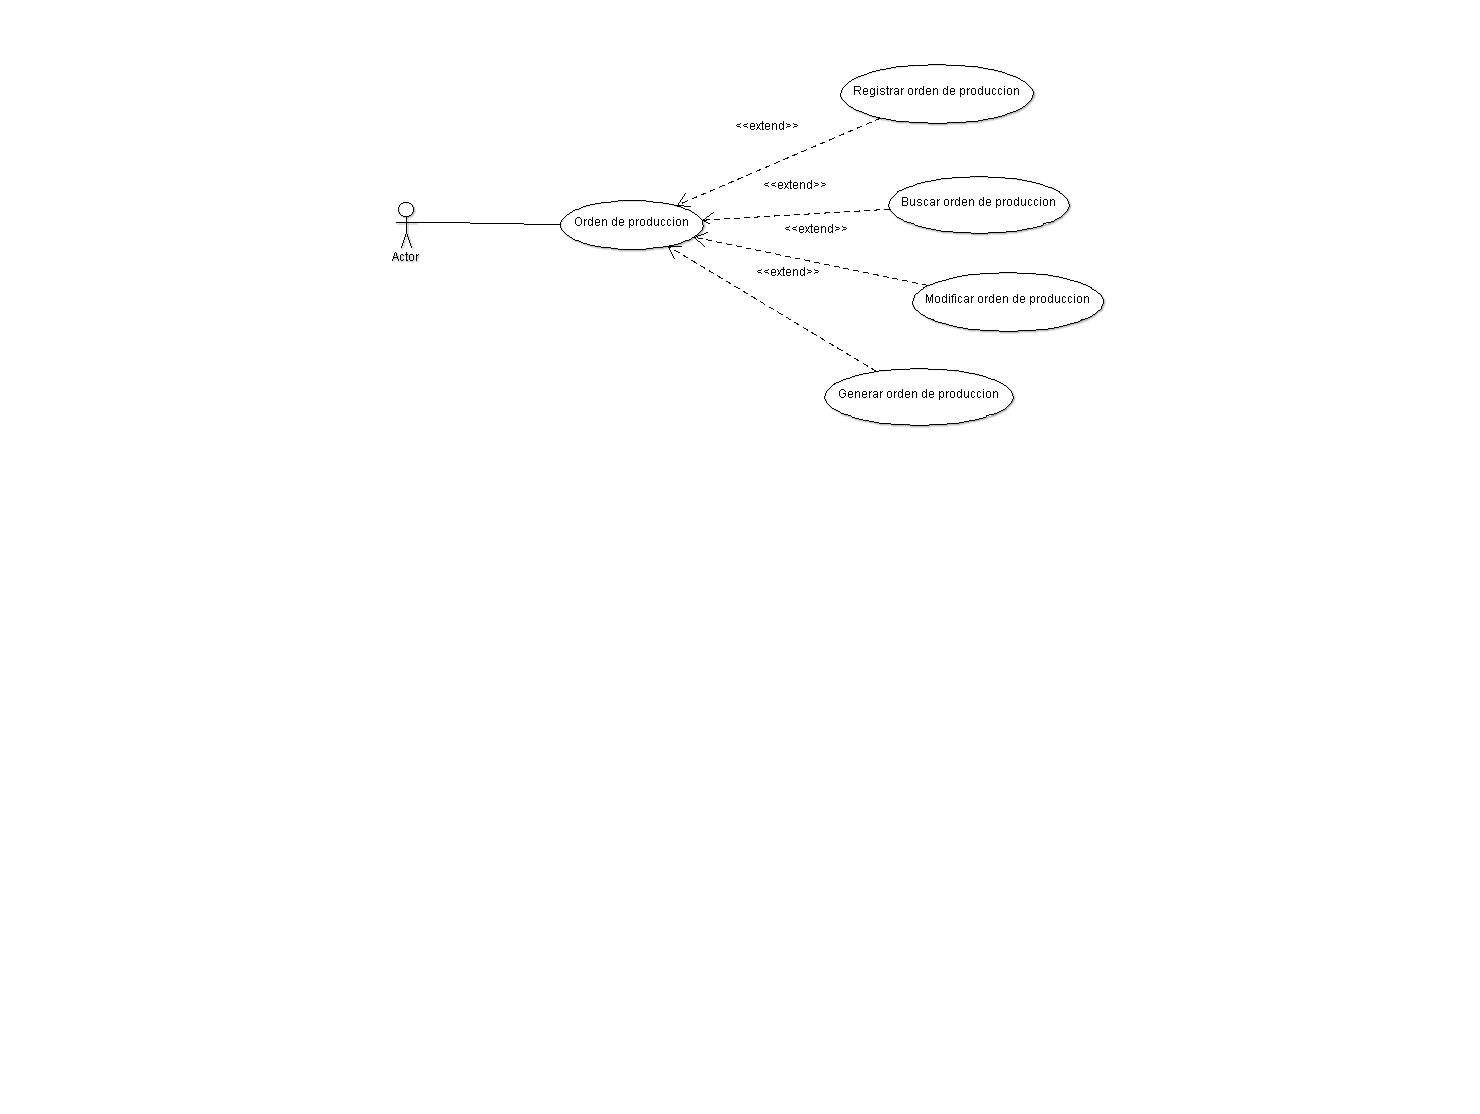 Registrar orden de produccion
<<extend>>
<<extend>>
Buscar orden de produccion
Orden de produccion
<<extend>>
Actor
<<extend>>
Modificar orden de produccion
Generar orden de produccion